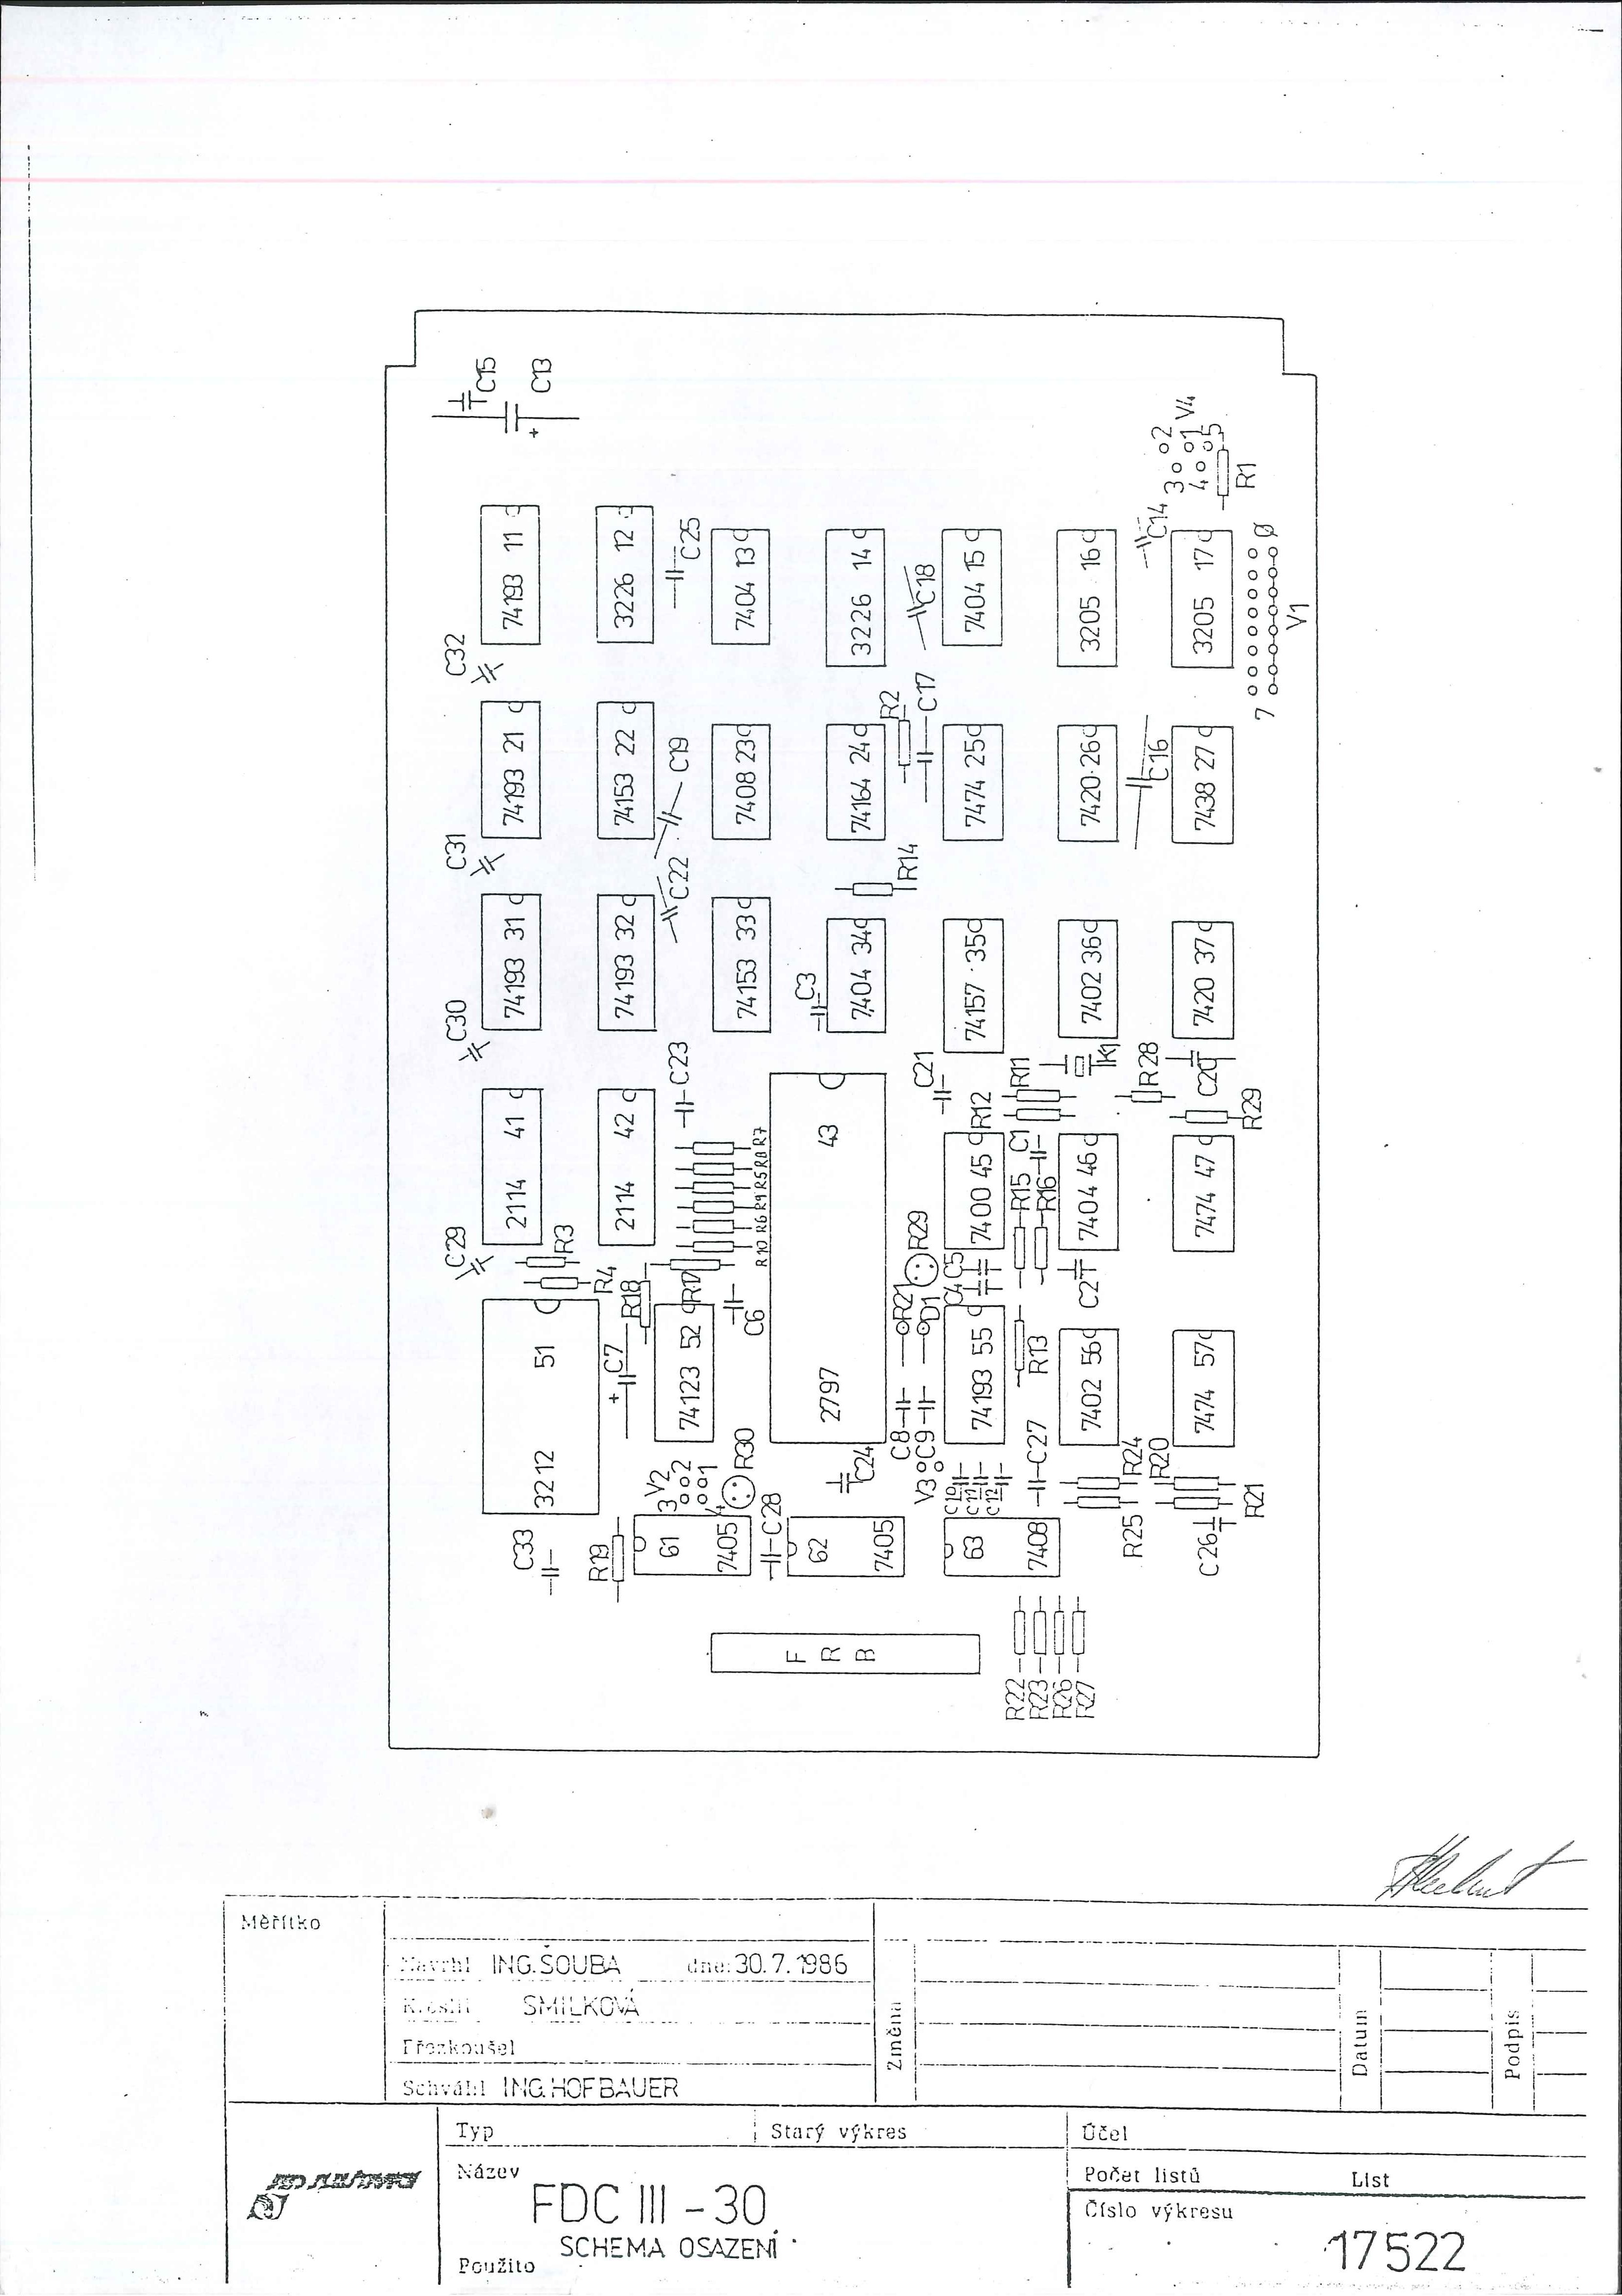 C15
C13
V4
3 2
4 1
5
R1
C14
74193 11
3226 12
C25
7404 13
3226 14
C18
7404 15
3205 16
3205 17
Ø
V1
7
C32
74193 21
74153 22
C19
7408 23
74164 24
R2
C17
7474 25
7420 26
C16
7438 27
C31
C22
R14
74193 31
74193 32
74153 33
C3
7404 34
74157 35
7402 36
7420 37
C30
C23
C21
R11
K1
R28
C20
R29
2114 41
2114 42
R10 R6 R9 R5 R8 R7
43
2797
R12
7400 45
C1
R15
R16
7404 46
7474 47
C29
R3
R4
R18
R17
C6
R29
R21
D1
C4 C5
C2
3212 51
C7
74123 52
74193 55
R13
7402 56
7474 57
C8
C9
V3
C10
C11
C12
C27
C24
R30
V2
3 2
4 1
R24
R20
R25
R21
C26
C33
R19
61
7405
C28
62
7405
63
7408
F R B
R22
R23
R26
R27
Měřítko
Navrhl ING. ŠOUBA dne: 30.7.1986
Kreslil SMILKOVÁ
Přezkoušel
Schválil ING. HOFBAUER
Změna
Datum
Podpis
Typ
Starý výkres
Účel
Název
FDC III - 30
SCHEMA OSAZENÍ
Použito
Počet listů
List
Číslo výkresu
17522